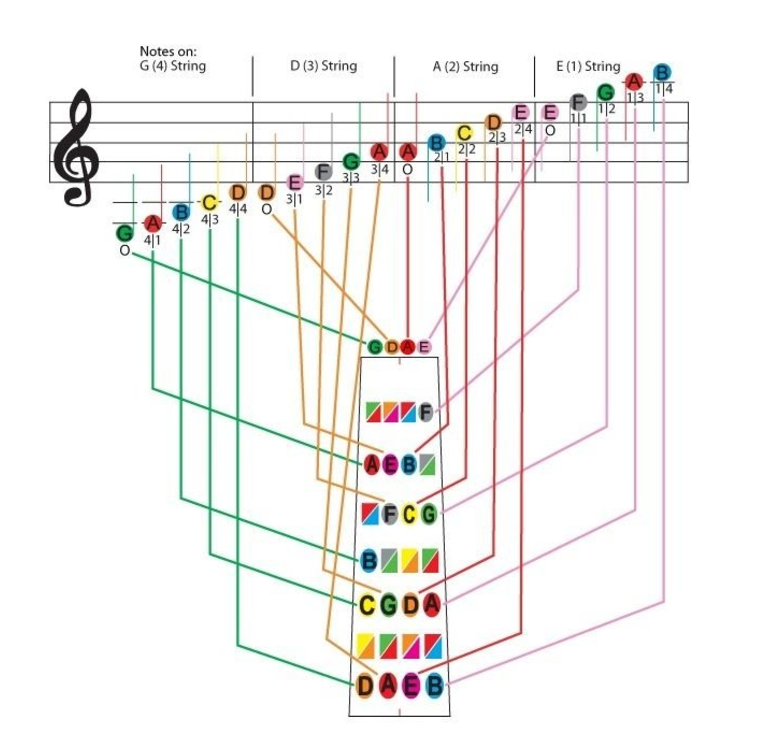 Notes on:
G (4) String
D (3) String
A (2) String
E (1) String
G A B C D D E F G A A B C D E E F G A B
O 4|1 4|2 4|3 4|4 O 3|1 3|2 3|3 3|4 O 2|1 2|2 2|3 2|4 O 1|1 1|2 1|3 1|4
G D A E
F
A E B
F C G
B
C G D A
D A E B